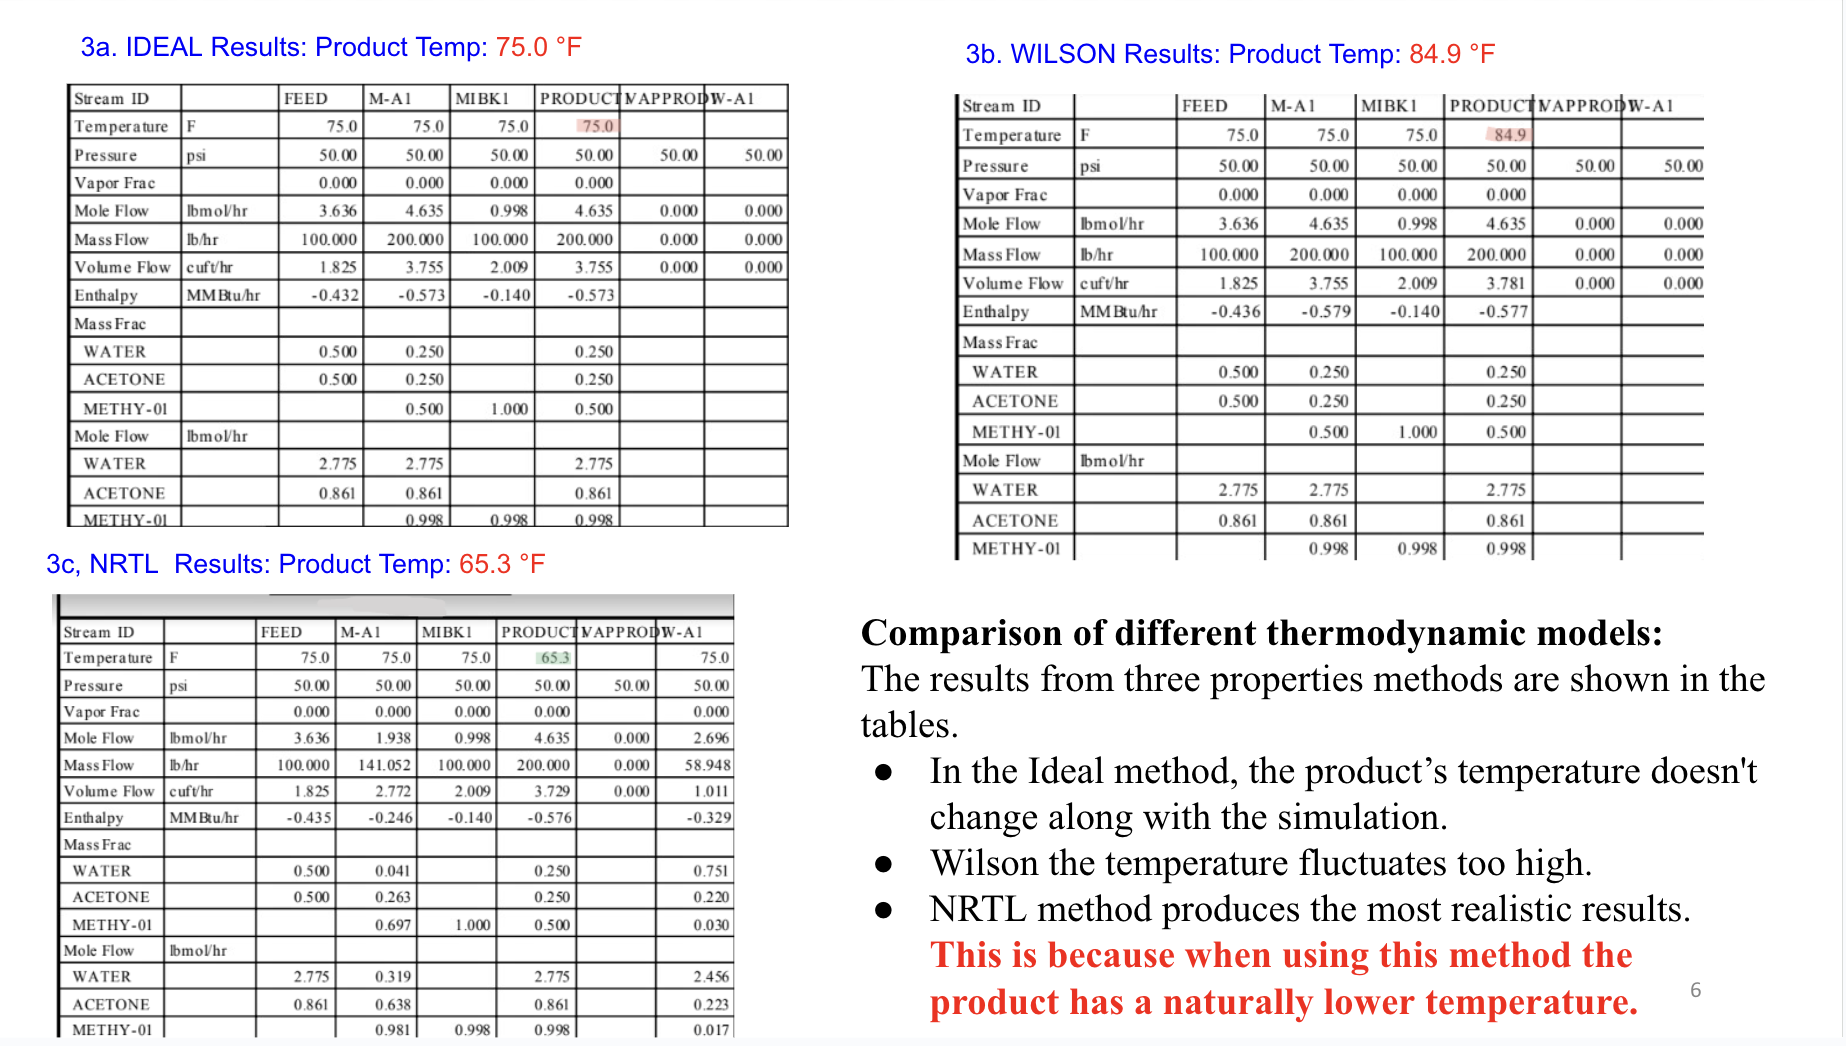 3a. IDEAL Results: Product Temp: 75.0 °F
Stream ID FEED M-A1 MIBK1 PRODUCT VAPPROD W-A1
Temperature F 75.0 75.0 75.0 75.0
Pressure psi 50.00 50.00 50.00 50.00 50.00 50.00
Vapor Frac 0.000 0.000 0.000 0.000
Mole Flow lbmol/hr 3.636 4.635 0.998 4.635 0.000 0.000
Mass Flow lb/hr 100.000 200.000 100.000 200.000 0.000 0.000
Volume Flow cuft/hr 1.825 3.755 2.009 3.755 0.000 0.000
Enthalpy MMBtu/hr -0.432 -0.573 -0.140 -0.573
Mass Frac
WATER 0.500 0.250 0.250
ACETONE 0.500 0.250 0.250
METHY-01 0.500 1.000 0.500
Mole Flow lbmol/hr
WATER 2.775 2.775 2.775
ACETONE 0.861 0.861 0.861
METHY-01 0.998 0.998 0.998
3b. WILSON Results: Product Temp: 84.9 °F
Stream ID FEED M-A1 MIBK1 PRODUCT VAPPROD W-A1
Temperature F 75.0 75.0 75.0 84.9
Pressure psi 50.00 50.00 50.00 50.00 50.00 50.00
Vapor Frac 0.000 0.000 0.000 0.000
Mole Flow lbmol/hr 3.636 4.635 0.998 4.635 0.000 0.000
Mass Flow lb/hr 100.000 200.000 100.000 200.000 0.000 0.000
Volume Flow cuft/hr 1.825 3.755 2.009 3.781 0.000 0.000
Enthalpy MMBtu/hr -0.436 -0.579 -0.140 -0.577
Mass Frac
WATER 0.500 0.250 0.250
ACETONE 0.500 0.250 0.250
METHY-01 0.500 1.000 0.500
Mole Flow lbmol/hr
WATER 2.775 2.775 2.775
ACETONE 0.861 0.861 0.861
METHY-01 0.998 0.998 0.998
3c, NRTL Results: Product Temp: 65.3 °F
Stream ID FEED M-A1 MIBK1 PRODUCT VAPPROD W-A1
Temperature F 75.0 75.0 75.0 65.3 75.0
Pressure psi 50.00 50.00 50.00 50.00 50.00 50.00
Vapor Frac 0.000 0.000 0.000 0.000 0.000
Mole Flow lbmol/hr 3.636 1.938 0.998 4.635 0.000 2.696
Mass Flow lb/hr 100.000 141.052 100.000 200.000 0.000 58.948
Volume Flow cuft/hr 1.825 2.772 2.009 3.729 0.000 1.011
Enthalpy MMBtu/hr -0.435 -0.246 -0.140 -0.576 -0.329
Mass Frac
WATER 0.500 0.041 0.250 0.751
ACETONE 0.500 0.263 0.250 0.220
METHY-01 0.697 1.000 0.500 0.030
Mole Flow lbmol/hr
WATER 2.775 0.319 2.775 2.456
ACETONE 0.861 0.638 0.861 0.223
METHY-01 0.981 0.998 0.998 0.017
Comparison of different thermodynamic models:
The results from three properties methods are shown in the
tables.
● In the Ideal method, the product's temperature doesn't
change along with the simulation.
● Wilson the temperature fluctuates too high.
● NRTL method produces the most realistic results.
This is because when using this method the
product has a naturally lower temperature.
6